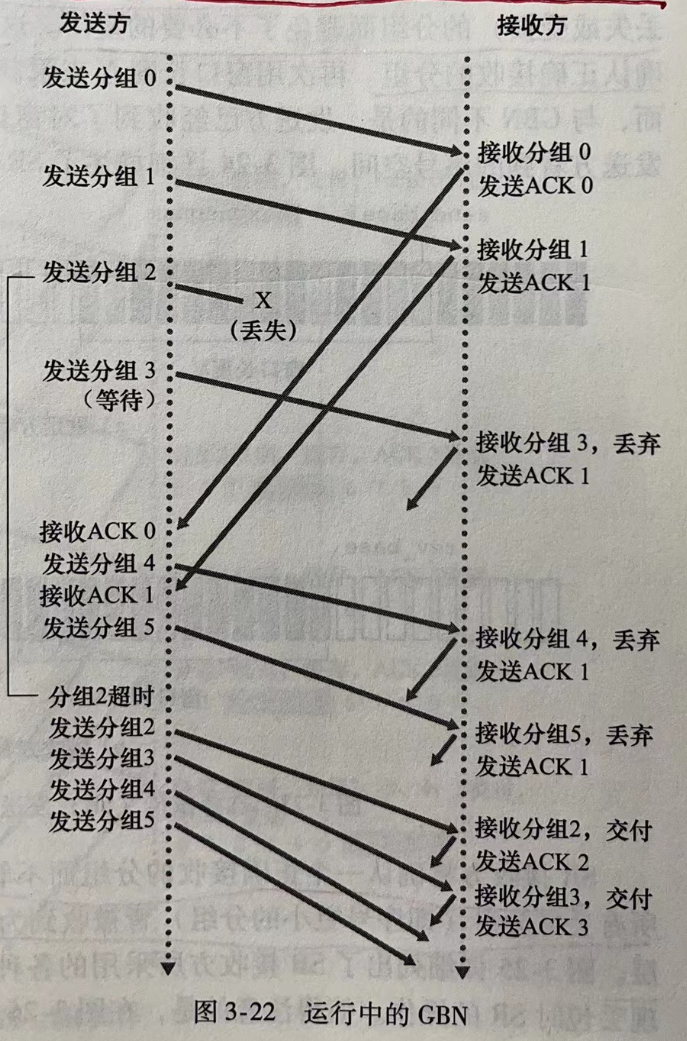 发送方
接收方
发送分组 0
接收分组 0
发送ACK 0
发送分组 1
接收分组 1
发送ACK 1
发送分组 2
X
(丢失)
发送分组 3
(等待)
接收分组 3，丢弃
发送ACK 1
接收ACK 0
发送分组 4
接收ACK 1
发送分组 5
接收分组 4，丢弃
发送ACK 1
分组2超时
发送分组2
发送分组3
发送分组4
发送分组5
接收分组5，丢弃
发送ACK 1
接收分组2，交付
发送ACK 2
接收分组3，交付
发送ACK 3
图 3-22 运行中的 GBN